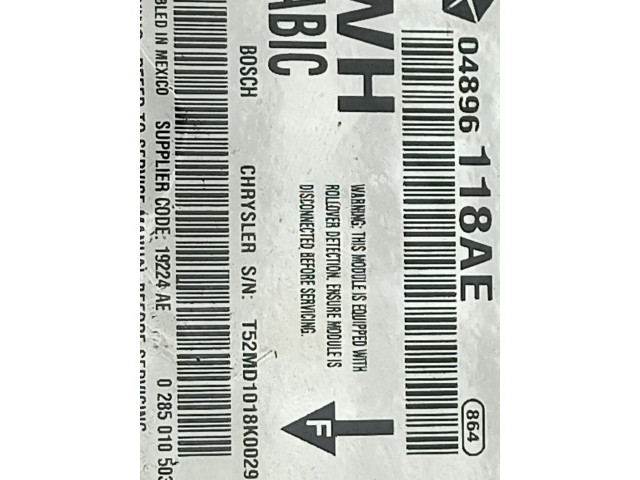 04896 118AE
864
WH
ABIC
WARNING: THIS MODULE IS EQUIPPED WITH
ROLLOVER DETECTION. ENSURE MODULE IS
DISCONNECTED BEFORE SERVICING.
F
BOSCH CHRYSLER S/N: T52MD1018K0029
BLED IN MEXICO SUPPLIER CODE: 19224 AE 0 285 010 503